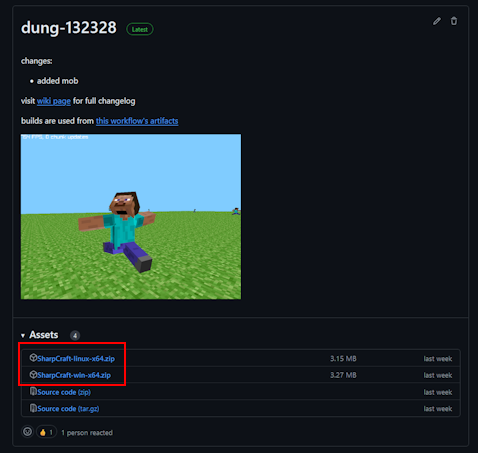 dung-132328 Latest
changes:
added mob
visit wiki page for full changelog
builds are used from this workflow's artifacts
FPS, 0 chunk updates
Assets 4
SharpCraft-linux-x64.zip 3.15 MB last week
SharpCraft-win-x64.zip 3.27 MB last week
Source code (zip) last week
Source code (tar.gz) last week
1 1 person reacted